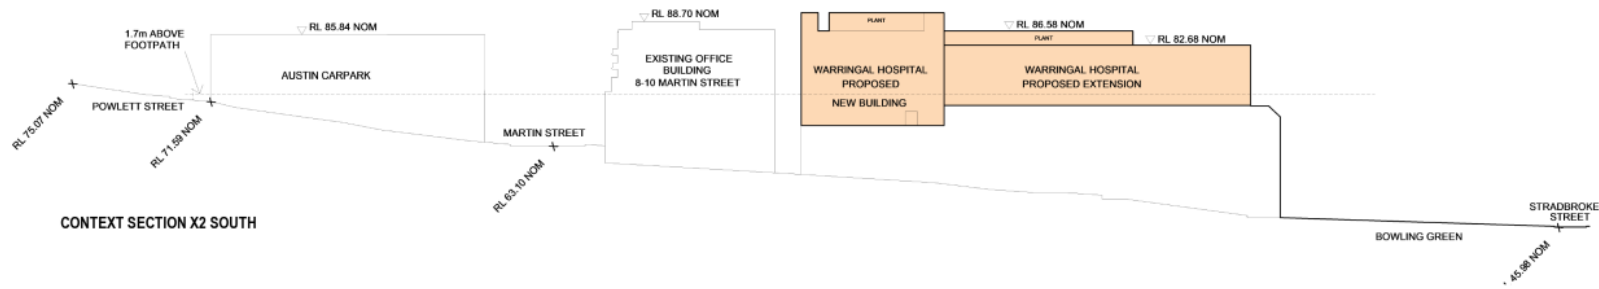 RL 88.70 NOM
PLANT
RL 85.84 NOM
RL 86.58 NOM
1.7m ABOVE
FOOTPATH
PLANT
RL 82.68 NOM
EXISTING OFFICE
BUILDING
8-10 MARTIN STREET
AUSTIN CARPARK
WARRINGAL HOSPITAL
PROPOSED
NEW BUILDING
WARRINGAL HOSPITAL
PROPOSED EXTENSION
POWLETT STREET
RL 75.07 NOM
RL 71.59 NOM
MARTIN STREET
RL 63.10 NOM
CONTEXT SECTION X2 SOUTH
STRADBROKE
STREET
BOWLING GREEN
45.98 NOM